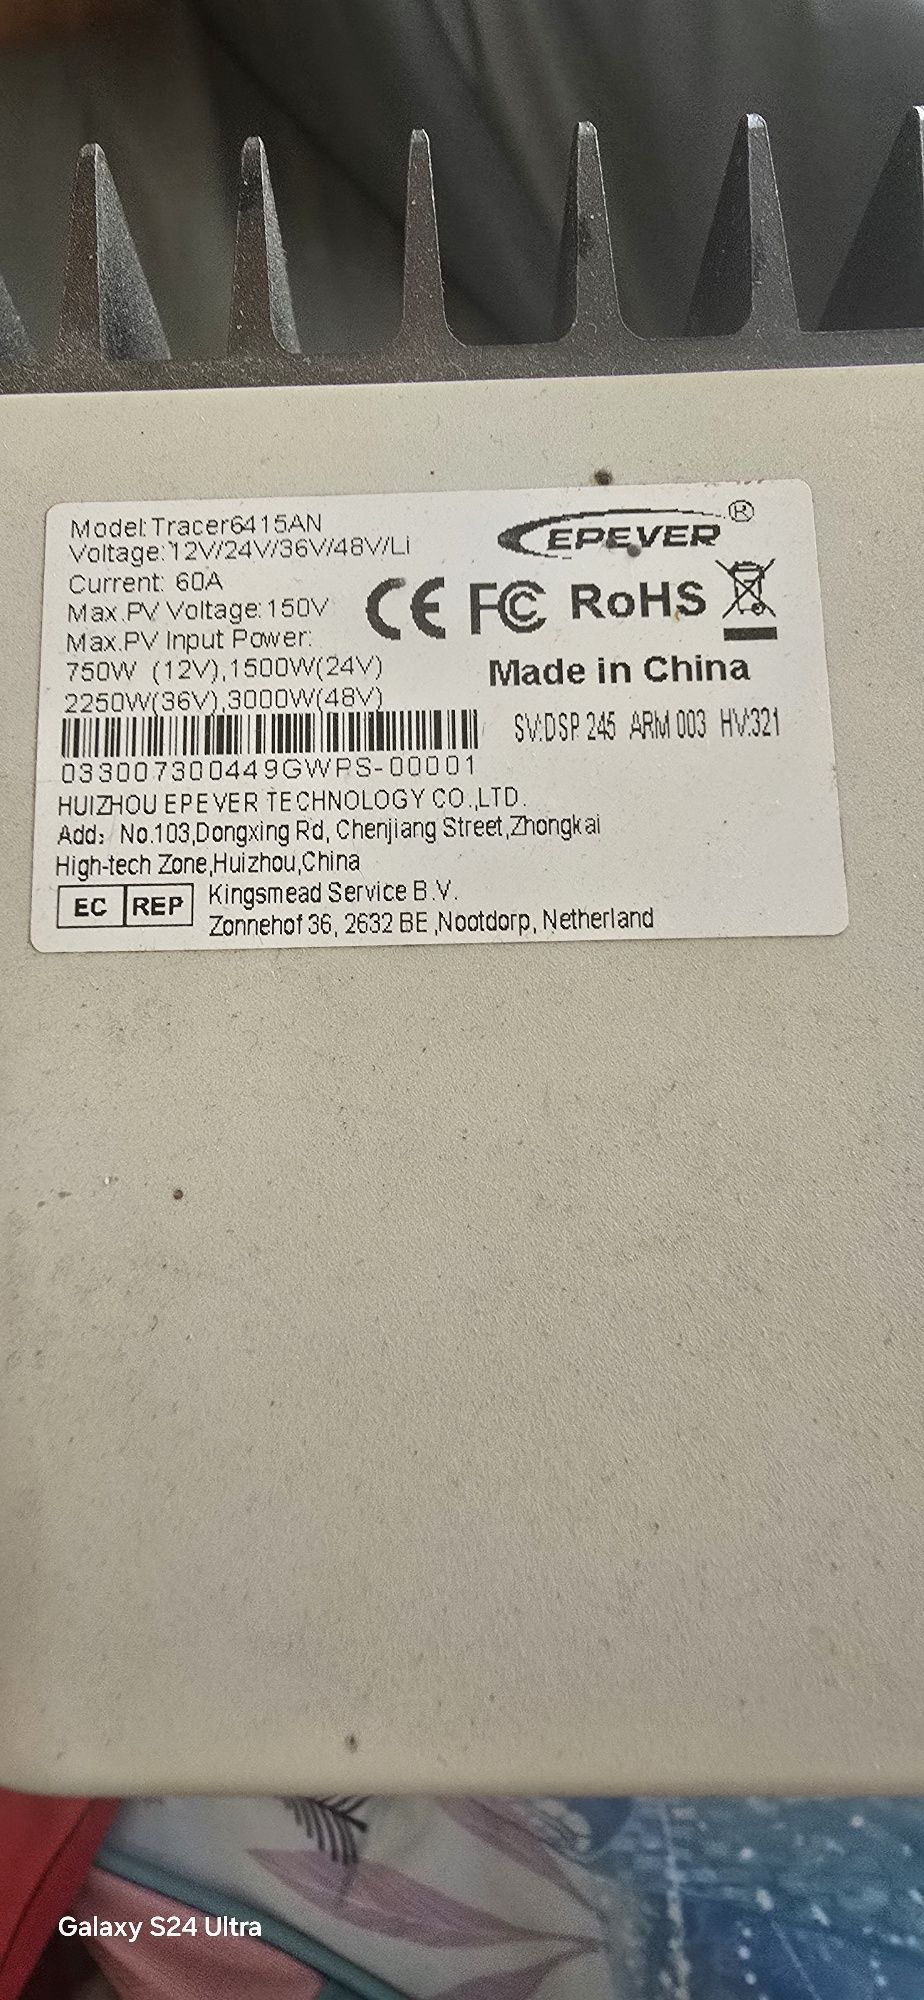 Model:Tracer6415AN
Voltage:12V/24V/36V/48V/Li
Current: 60A
Max.PV Voltage:150V
Max.PV Input Power:
750W (12V),1500W(24V)
2250W(36V),3000W(48V)
EPEVER®
CE FC RoHS
Made in China
SV:DSP 245 ARM 003 HV:321
033007300449GWPS-00001
HUIZHOU EPEVER TECHNOLOGY CO.,LTD.
Add: No.103,Dongxing Rd, Chenjiang Street,Zhongkai
High-tech Zone,Huizhou,China
EC REP
Kingsmead Service B.V.
Zonnehof 36, 2632 BE ,Nootdorp, Netherland
Galaxy S24 Ultra